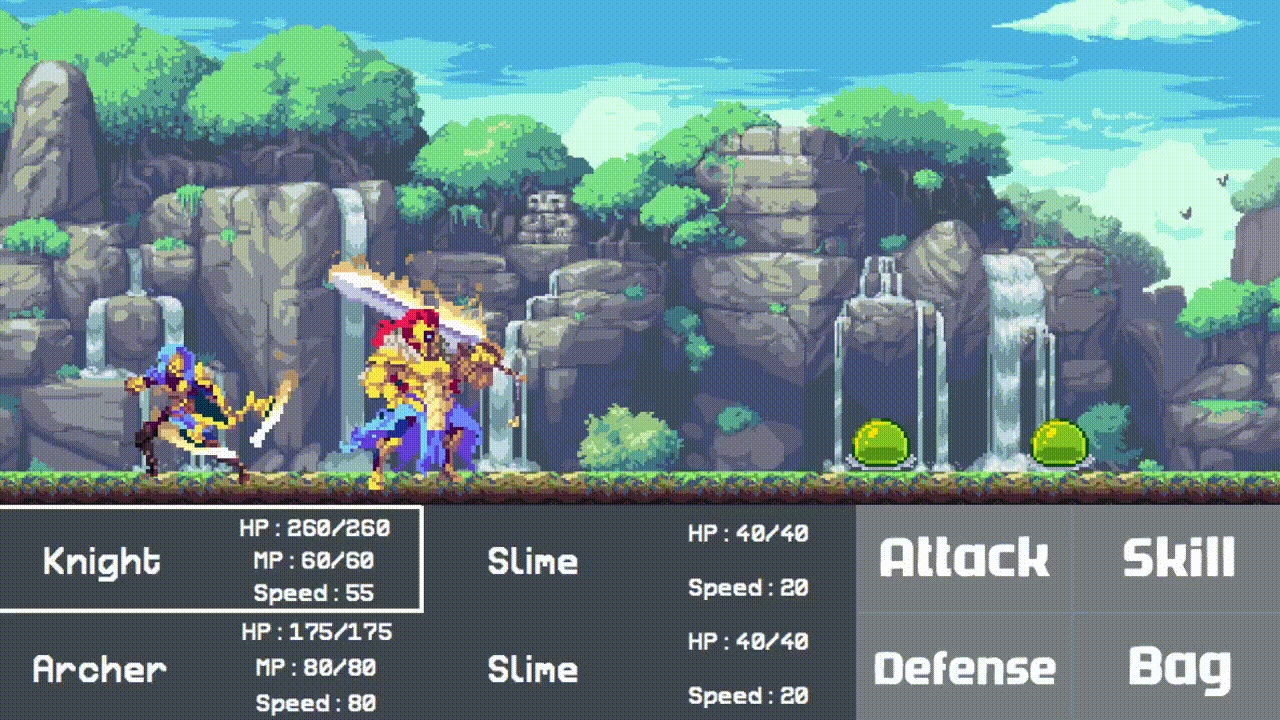 Knight
HP : 260/260
MP : 60/60
Speed : 55
Archer
HP : 175/175
MP : 80/80
Speed : 80
Slime
HP : 40/40
Speed : 20
Slime
HP : 40/40
Speed : 20
Attack
Skill
Defense
Bag